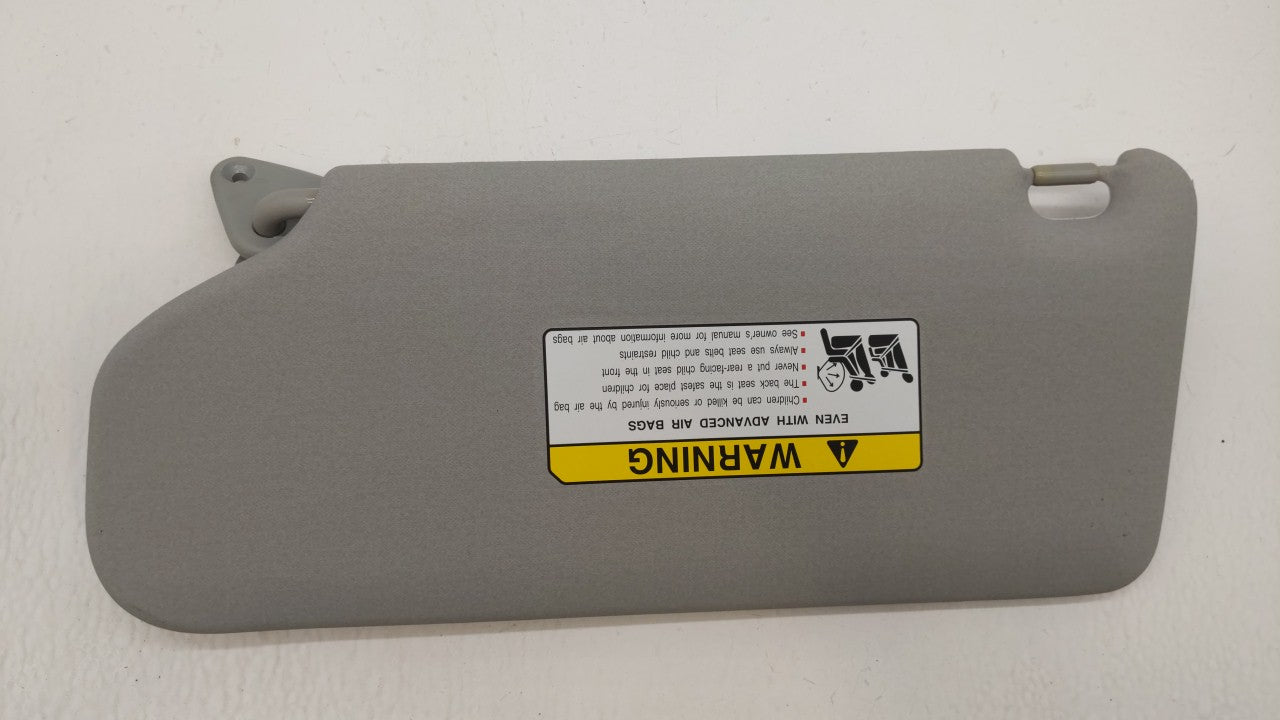 WARNING
EVEN WITH ADVANCED AIR BAGS
Children can be killed or seriously injured by the air bag
The back seat is the safest place for children
Never put a rear-facing child seat in the front
Always use seat belts and child restraints
See owner's manual for more information about air bags